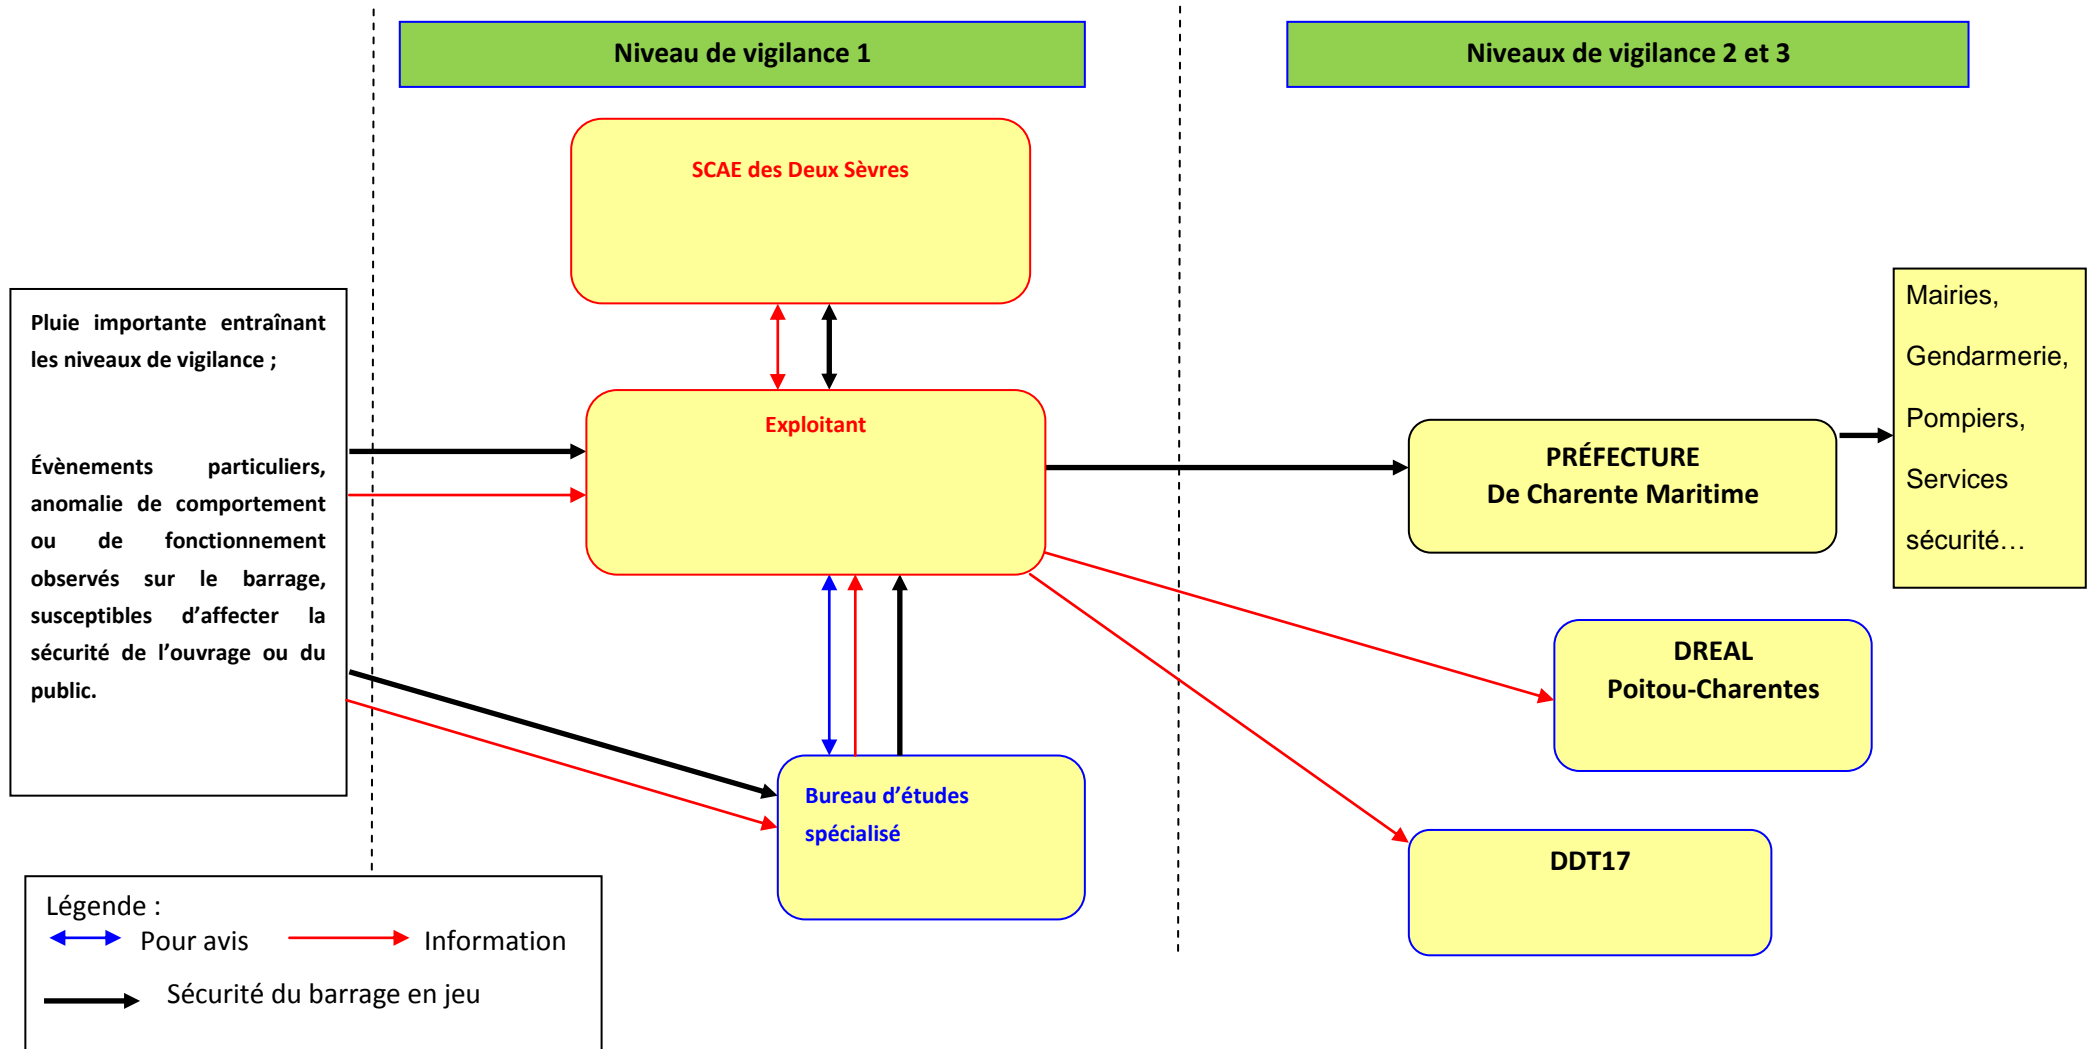 Niveau de vigilance 1
Niveaux de vigilance 2 et 3
SCAE des Deux Sèvres
Pluie importante entraînant
les niveaux de vigilance ;
Évènements particuliers,
anomalie de comportement
ou de fonctionnement
observés sur le barrage,
susceptibles d’affecter la
sécurité de l’ouvrage ou du
public.
Exploitant
Bureau d’études
spécialisé
PRÉFECTURE
De Charente Maritime
Mairies,
Gendarmerie,
Pompiers,
Services
sécurité…
DREAL
Poitou-Charentes
DDT17
Légende :
Pour avis
Information
Sécurité du barrage en jeu